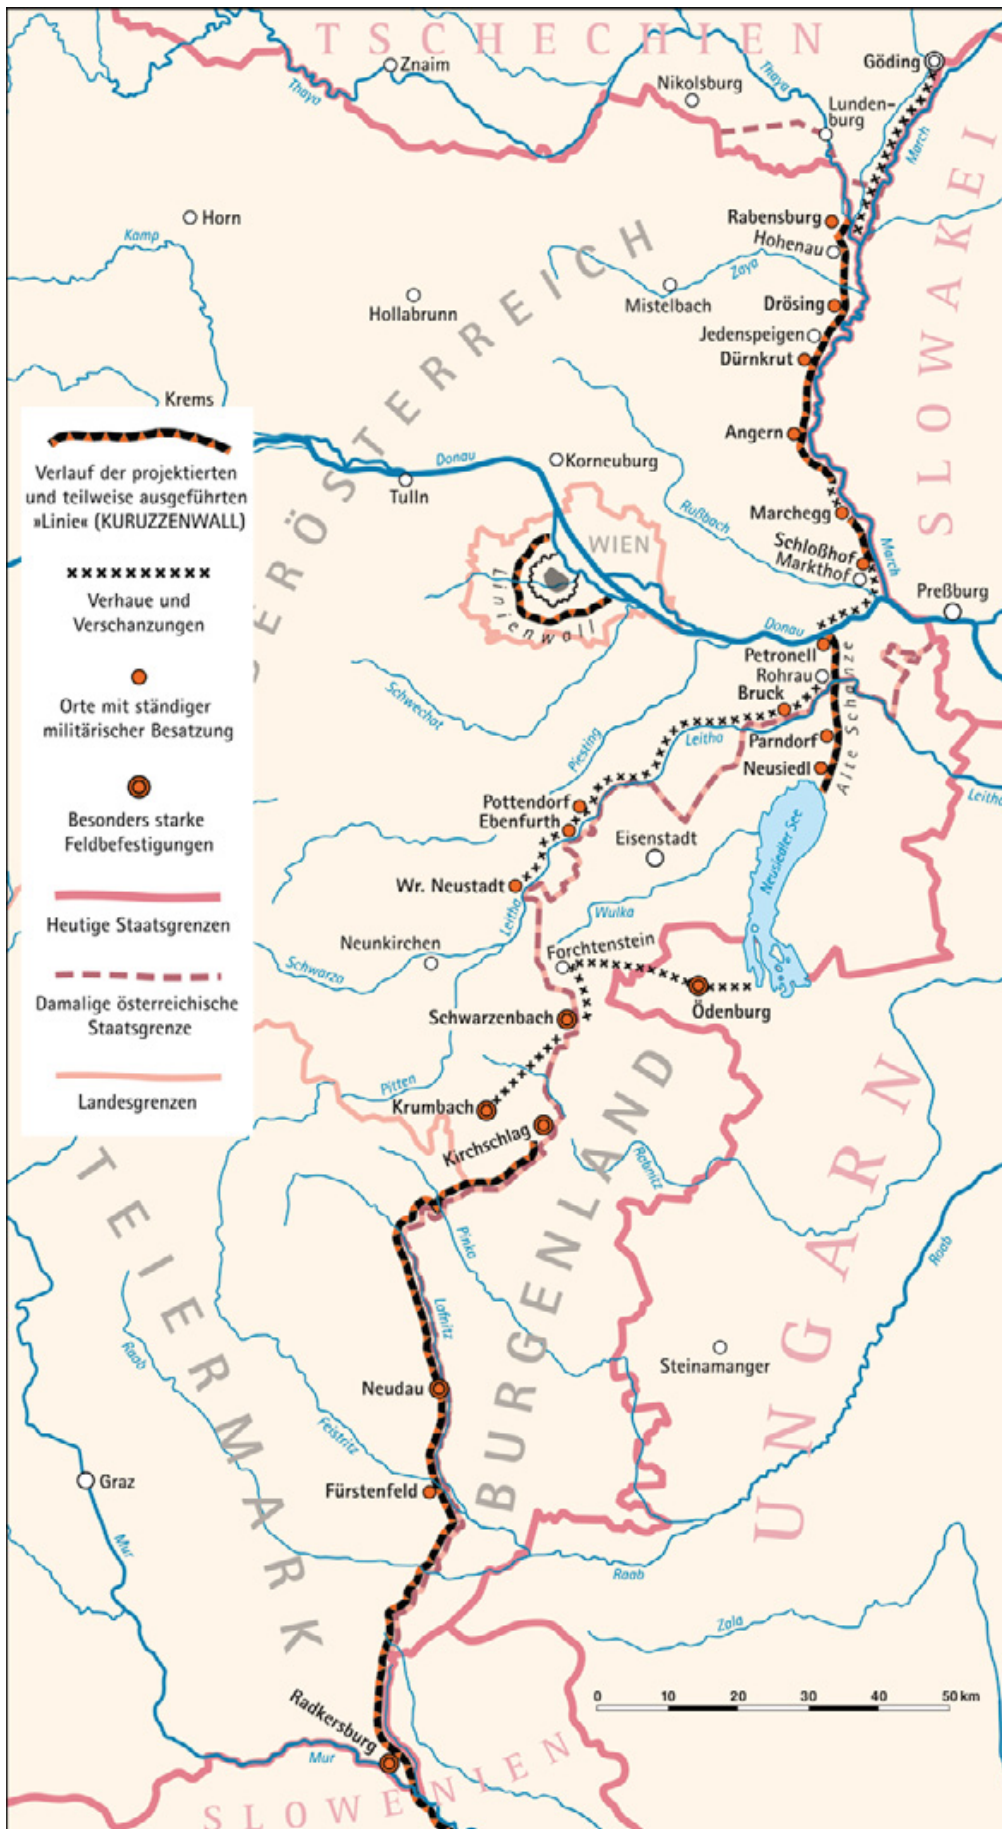 TSCHECHIEN
Znaim
Thaya
Göding
Thaya
Nikolsburg
Lunden-
burg
March
SLOWAKEI
Horn
Kamp
Rabensburg
Hohenau
Zaya
Mistelbach
Hollabrunn
Drösing
Jedenspeigen
Dürnkrut
NIEDERÖSTERREICH
Krems
Angern
Donau
Korneuburg
Tulln
Rußbach
Marchegg
WIEN
Schloßhof
Markthof
March
Linienwall
Preßburg
Donau
Petronell
Rohrau
Bruck
Alte Schanze
Schwechat
Piesting
Leitha
Parndorf
Neusiedl
Leitha
Pottendorf
Ebenfurth
Eisenstadt
Neusiedler See
Wr. Neustadt
Leitha
Wulka
Neunkirchen
Forchtenstein
Schwarza
Ödenburg
Schwarzenbach
Pitten
Krumbach
Kirchschlag
Rabnitz
BURGENLAND
UNGARN
STEIERMARK
Pinka
Raab
Lafnitz
Raab
Steinamanger
Neudau
Feistritz
Graz
Fürstenfeld
Mur
Raab
Zala
Radkersburg
Mur
SLOWENIEN
0 10 20 30 40 50 km
Verlauf der projektierten
und teilweise ausgeführten
»Linie« (KURUZZENWALL)
Verhaue und
Verschanzungen
Orte mit ständiger
militärischer Besatzung
Besonders starke
Feldbefestigungen
Heutige Staatsgrenzen
Damalige österreichische
Staatsgrenze
Landesgrenzen